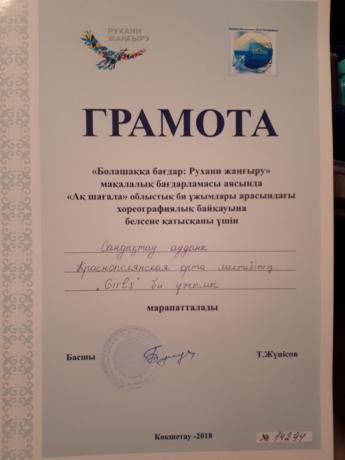 РУХАНИ
ЖАҢҒЫРУ
ГРАМОТА
«Болашаққа бағдар: Рухани жаңғыру»
мақалалық бағдарламасы аясында
«Ақ шағала» облыстық би ұжымдары арасындағы
хореографиялық байқауына
белсене қатысқаны үшін
Сандықтау ауданы
Краснополянская орта мектебінің
„Girls" би ұжымы
марапатталады
Басшы
Т.Жүнісов
Көкшетау -2018
№ 14294